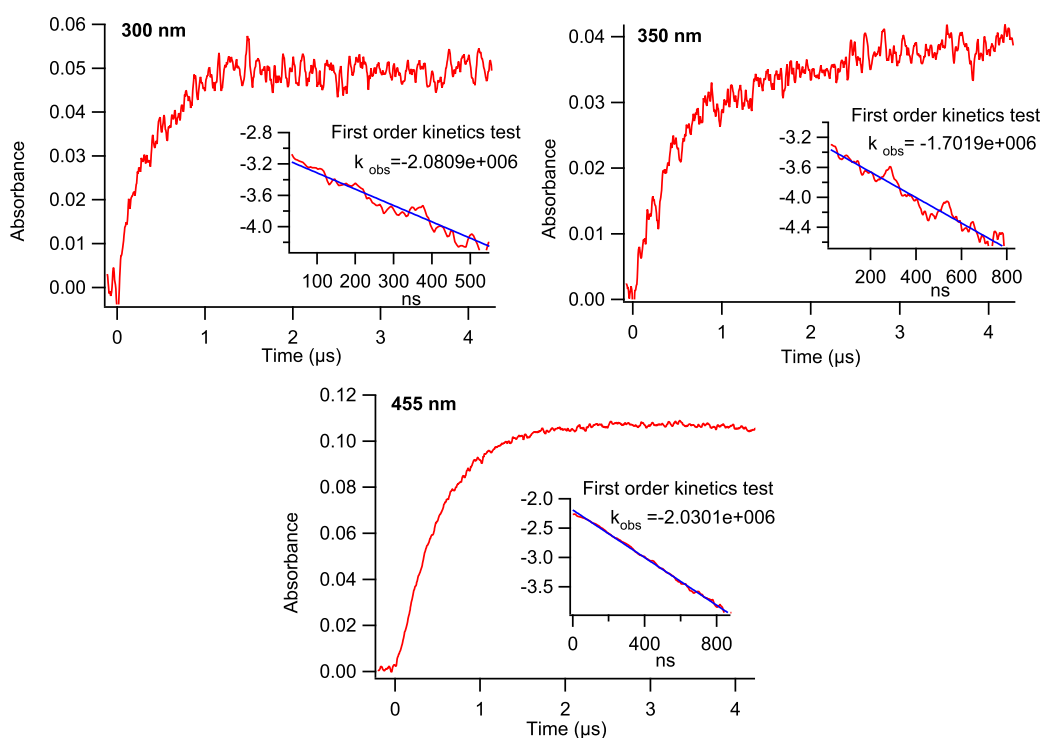 300 nm
0.06
0.05
0.04
0.03
0.02
0.01
0.00
Absorbance
0 1 2 3 4
Time (µs)
First order kinetics test
k obs =-2.0809e+006
-2.8
-3.2
-3.6
-4.0
100 200 300 400 500
ns
350 nm
0.04
0.03
0.02
0.01
0.00
Absorbance
0 1 2 3 4
Time (µs)
First order kinetics test
k obs = -1.7019e+006
-3.2
-3.6
-4.0
-4.4
200 400 600 800
ns
455 nm
0.12
0.10
0.08
0.06
0.04
0.02
0.00
Absorbance
0 1 2 3 4
Time (µs)
First order kinetics test
k obs =-2.0301e+006
-2.0
-2.5
-3.0
-3.5
0 400 800
ns